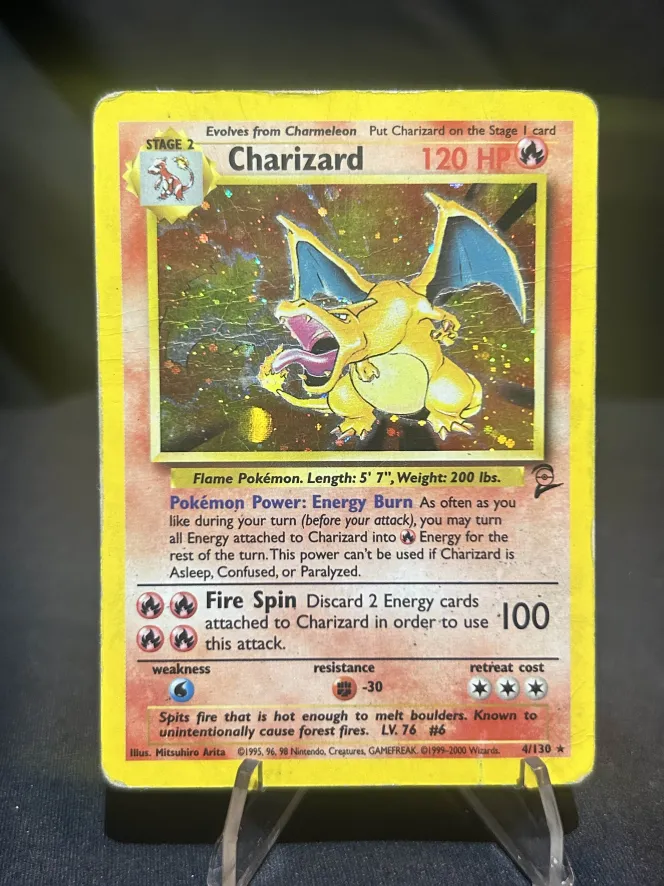 Evolves from Charmeleon Put Charizard on the Stage 1 card
STAGE 2
Charizard 120 HP
Flame Pokémon. Length: 5' 7", Weight: 200 lbs.
Pokémon Power: Energy Burn As often as you
like during your turn (before your attack), you may turn
all Energy attached to Charizard into Energy for the
rest of the turn. This power can't be used if Charizard is
Asleep, Confused, or Paralyzed.
Fire Spin Discard 2 Energy cards
attached to Charizard in order to use 100
this attack.
weakness resistance retreat cost
-30
Spits fire that is hot enough to melt boulders. Known to
unintentionally cause forest fires. LV. 76 #6
Illus. Mitsuhiro Arita ©1995, 96, 98 Nintendo, Creatures, GAMEFREAK. ©1999-2000 Wizards. 4/130 ★